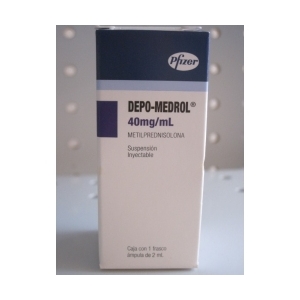 Pfizer
DEPO-MEDROL®
40mg/mL
METILPREDNISOLONA
Suspensión
Inyectable
Caja con 1 frasco
ámpula de 2 mL.